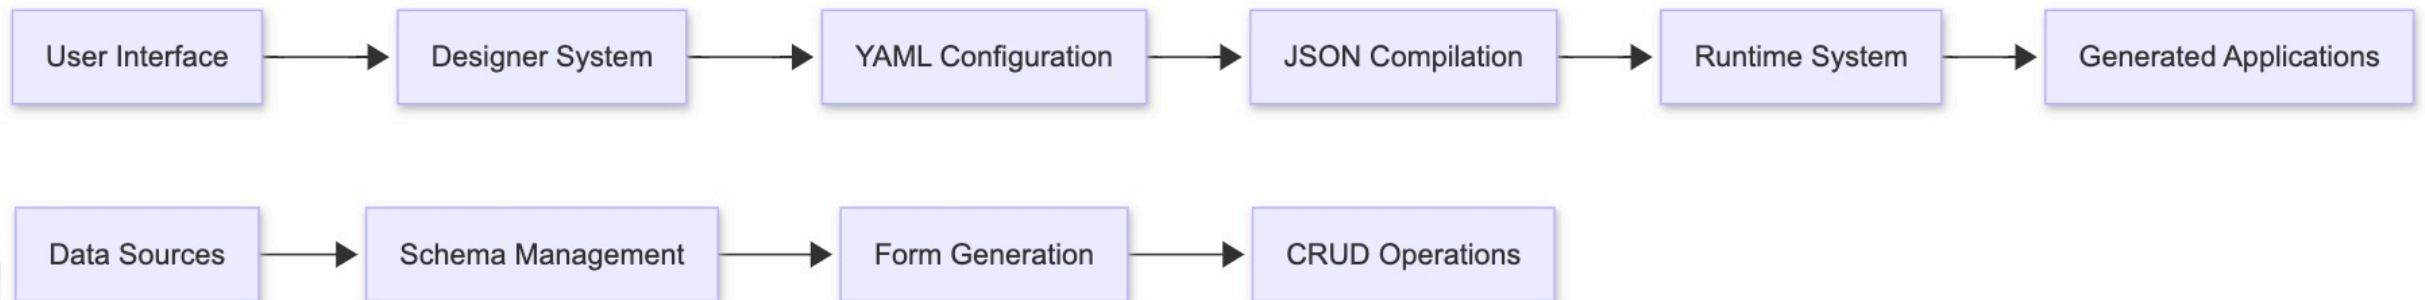 User Interface
Designer System
YAML Configuration
JSON Compilation
Runtime System
Generated Applications
Data Sources
Schema Management
Form Generation
CRUD Operations